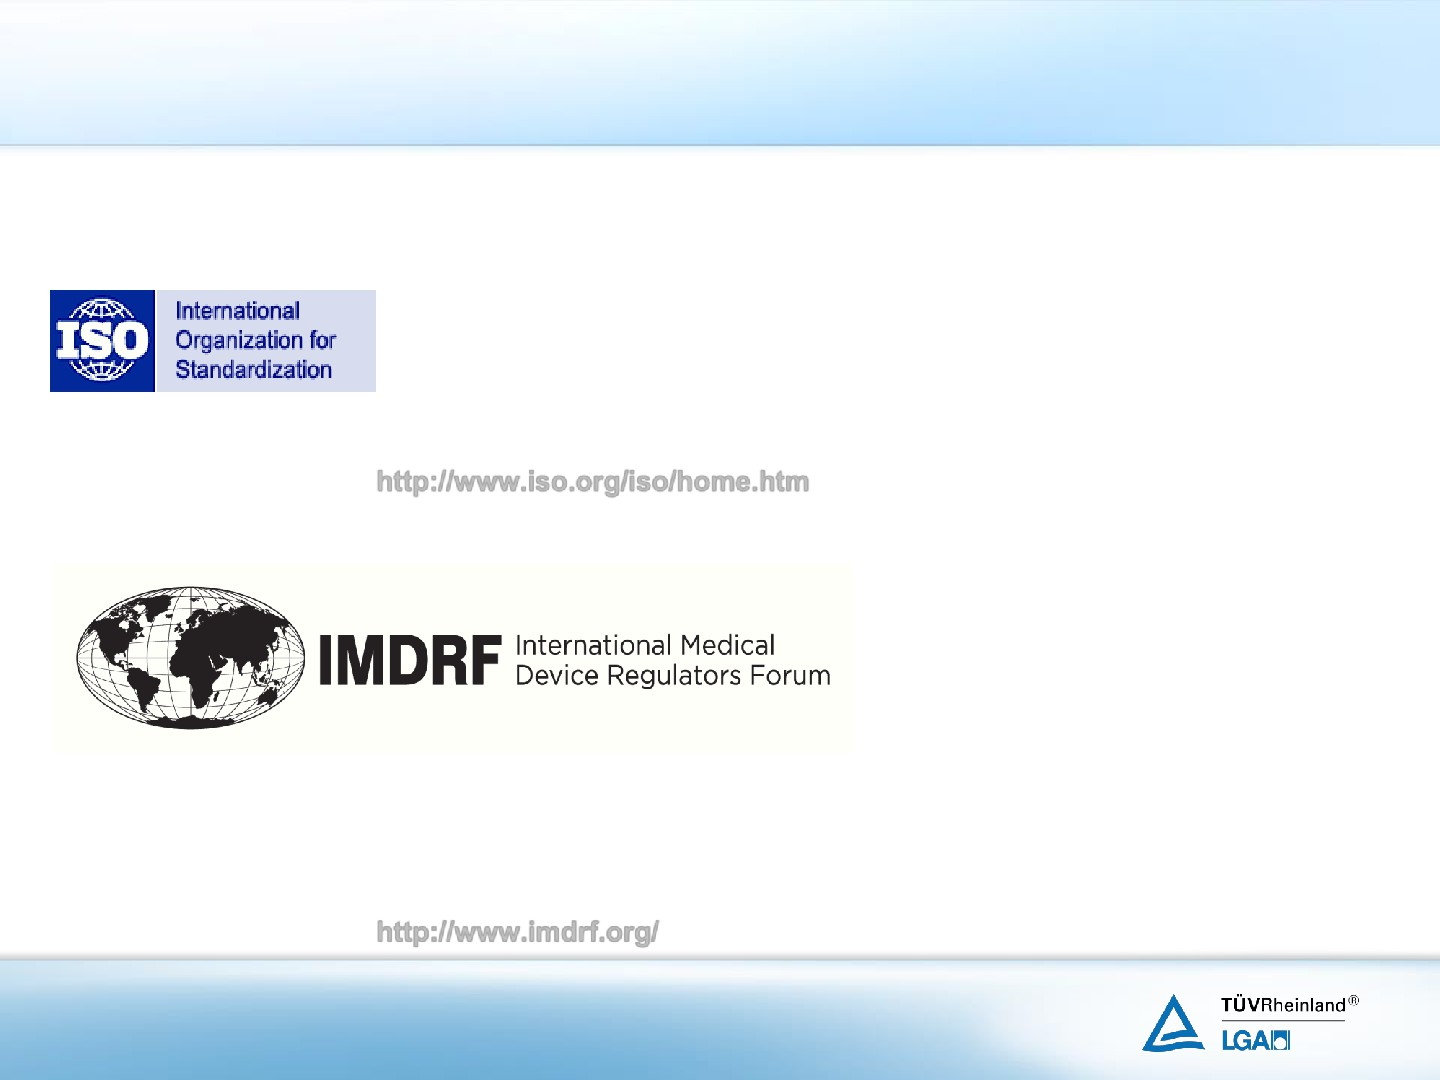 ISO
International
Organization for
Standardization
http://www.iso.org/iso/home.htm
IMDRF
International Medical
Device Regulators Forum
http://www.imdrf.org/
TÜVRheinland®
LGA